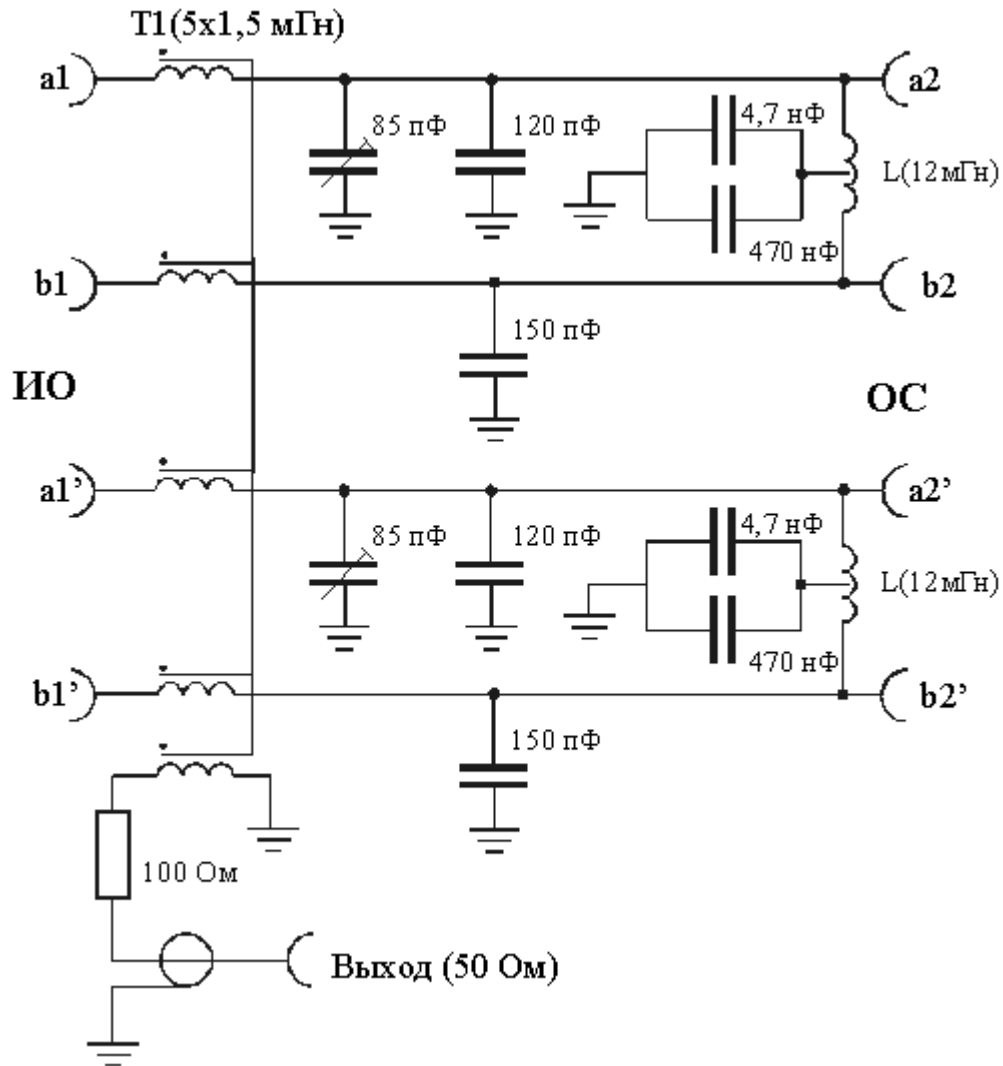 T1(5x1,5 мГн)
a1
a2
85 пФ
120 пФ
4,7 нФ
L(12мГн)
470 нФ
b1
b2
150 пФ
ИО
ОС
a1’
a2’
85 пФ
120 пФ
4,7 нФ
L(12мГн)
470 нФ
b1’
b2’
150 пФ
100 Ом
Выход (50 Ом)